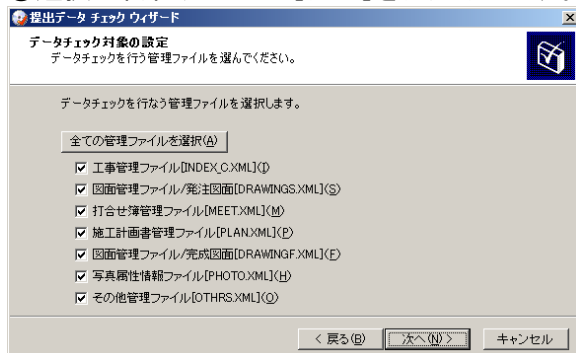 提出データ チェック ウィザード
データチェック対象の設定
データチェックを行う管理ファイルを選んでください。
データチェックを行なう管理ファイルを選択します。
全ての管理ファイルを選択(A)
工事管理ファイル[INDEX_C.XML](I)
図面管理ファイル/発注図面[DRAWINGS.XML](S)
打合せ簿管理ファイル[MEET.XML](M)
施工計画書管理ファイル[PLAN.XML](P)
図面管理ファイル/完成図面[DRAWINGF.XML](F)
写真属性情報ファイル[PHOTO.XML](H)
その他管理ファイル[OTHRS.XML](O)
< 戻る(B) 次へ(N) > キャンセル